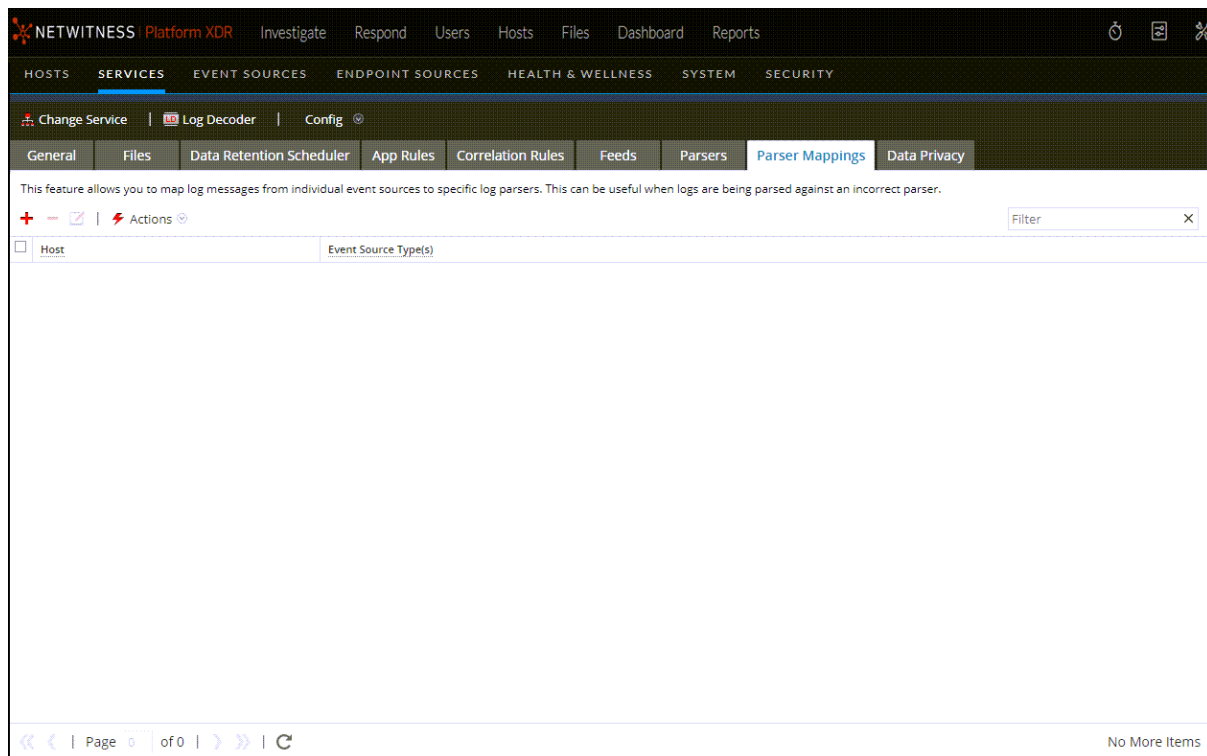 NETWITNESS Platform XDR Investigate Respond Users Hosts Files Dashboard Reports
HOSTS SERVICES EVENT SOURCES ENDPOINT SOURCES HEALTH & WELLNESS SYSTEM SECURITY
Change Service | LD Log Decoder | Config
General Files Data Retention Scheduler App Rules Correlation Rules Feeds Parsers Parser Mappings Data Privacy
This feature allows you to map log messages from individual event sources to specific log parsers. This can be useful when logs are being parsed against an incorrect parser.
Actions Filter
Host Event Source Type(s)
Page 0 of 0 No More Items